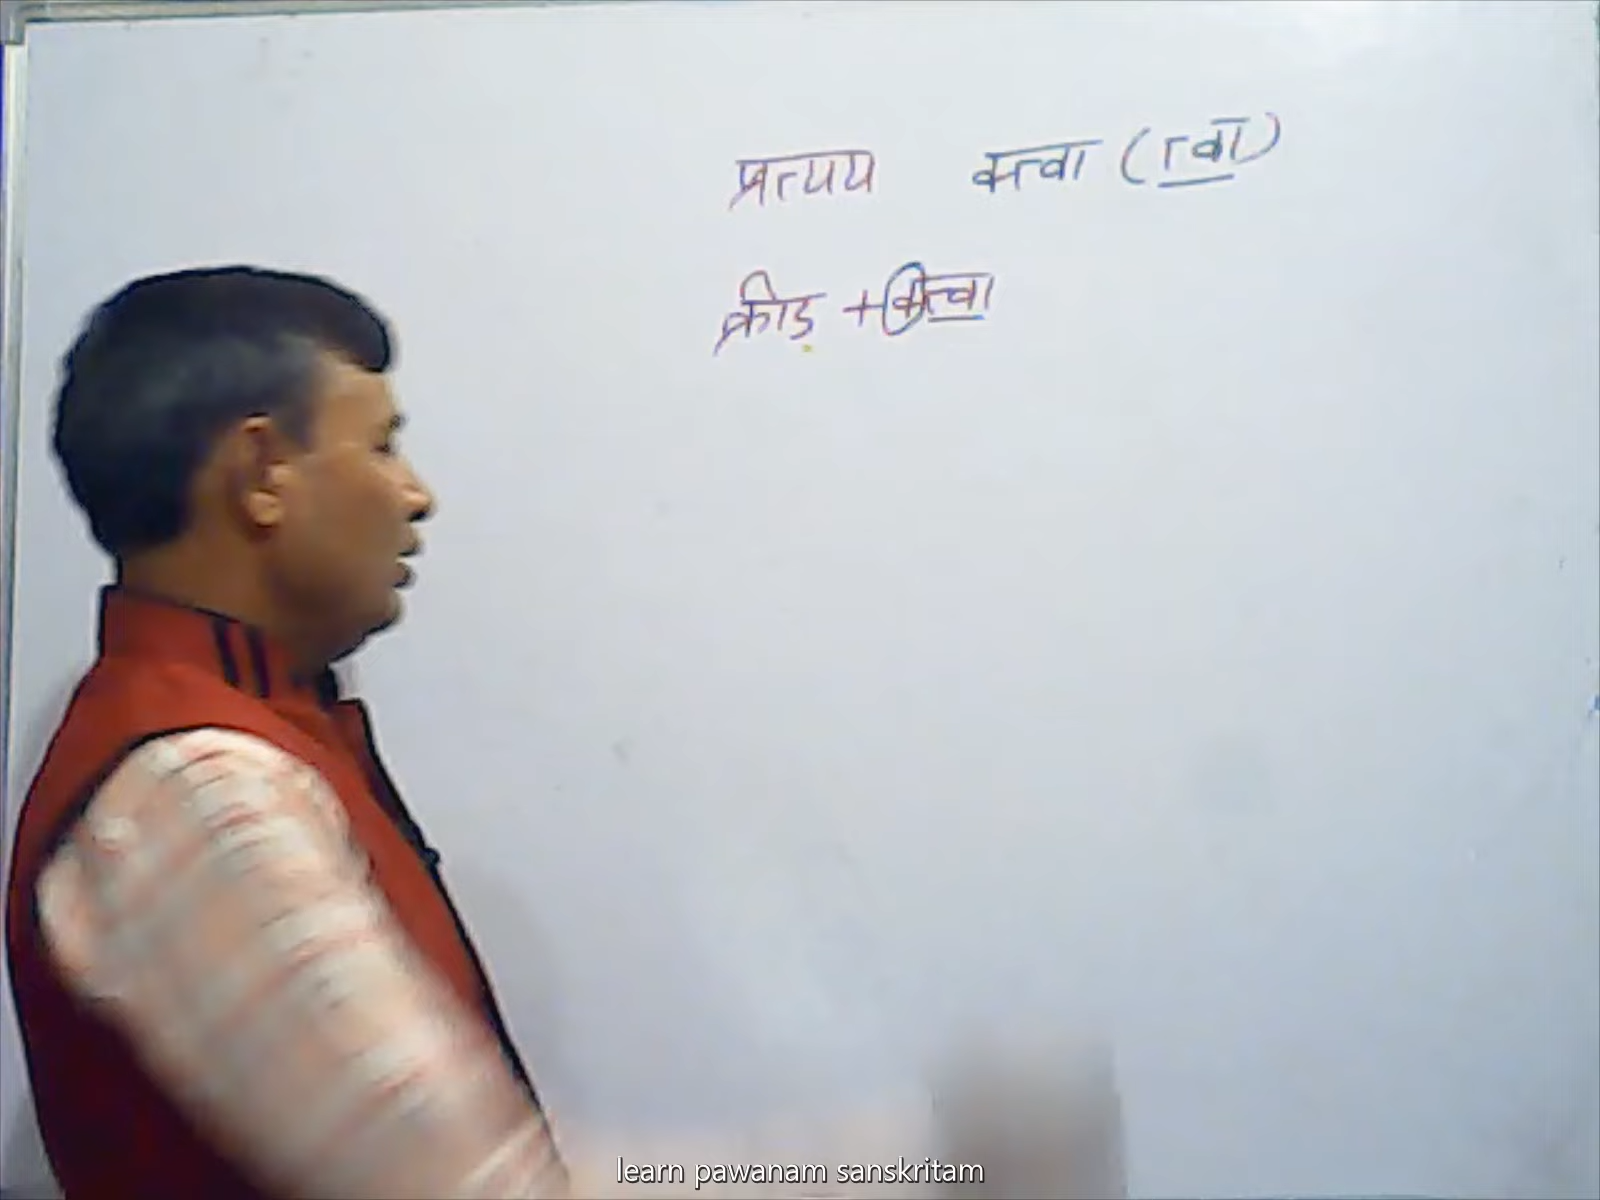 प्रत्यय क्त्वा (त्वा)
क्रीड् + क्त्वा
learn pawanam sanskritam